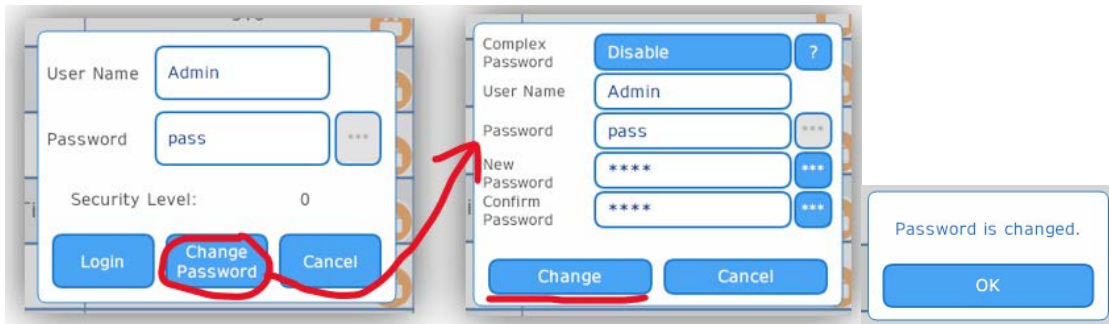 User Name
Admin
Password
pass
***
Security Level: 0
Login
Change
Password
Cancel
Complex
Password
Disable
?
User Name
Admin
Password
pass
***
New
Password
****
***
Confirm
Password
****
***
Change
Cancel
Password is changed.
OK